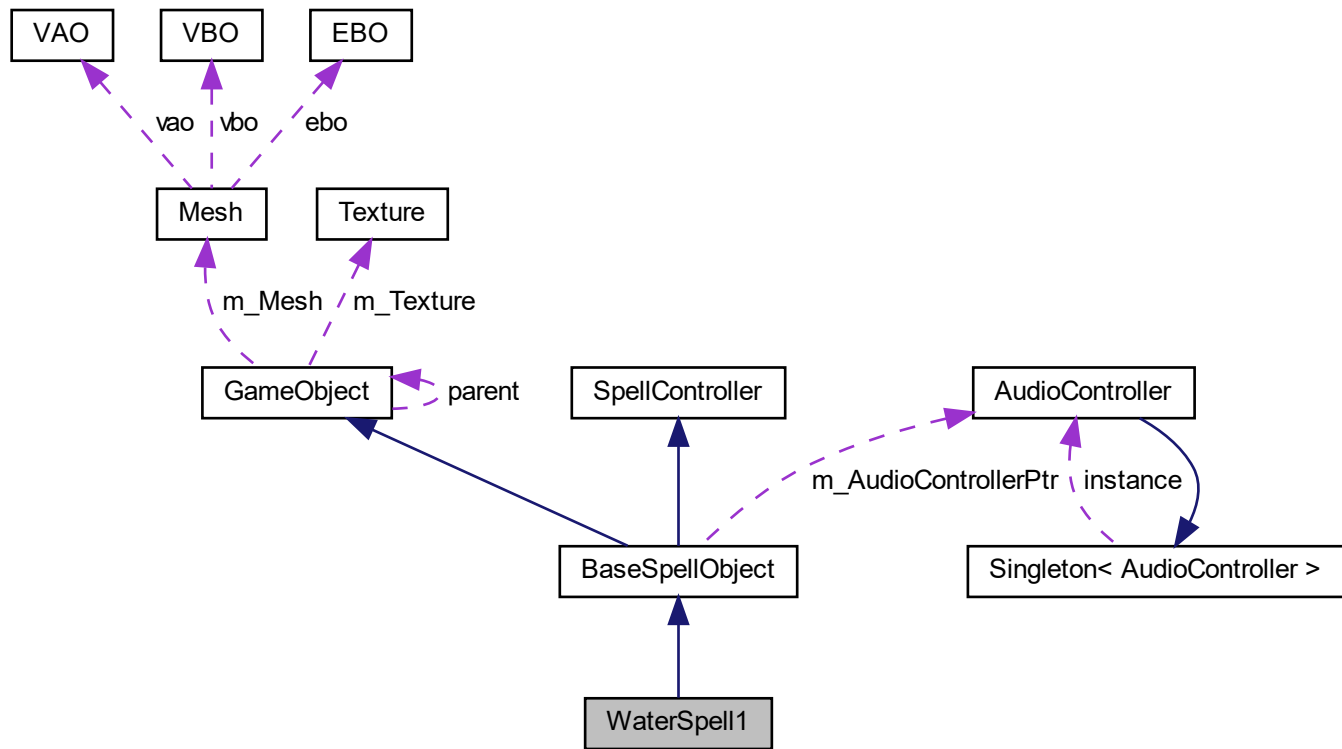 VAO
VBO
EBO
vao
vbo
ebo
Mesh
Texture
m_Mesh
m_Texture
GameObject
parent
SpellController
AudioController
m_AudioControllerPtr
instance
BaseSpellObject
Singleton< AudioController >
WaterSpell1